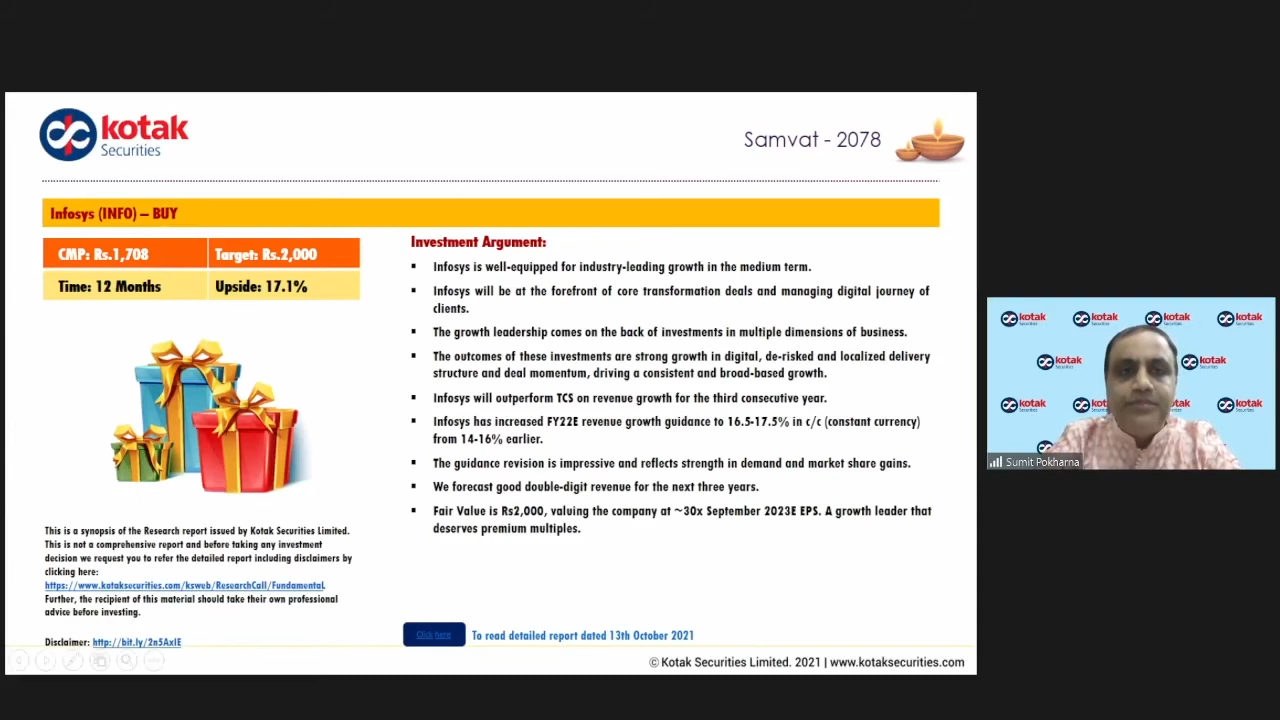 kotak
Securities
Samvat - 2078
Infosys (INFO) – BUY
CMP: Rs.1,708
Target: Rs.2,000
Time: 12 Months
Upside: 17.1%
This is a synopsis of the Research report issued by Kotak Securities Limited.
This is not a comprehensive report and before taking any investment
decision we request you to refer the detailed report including disclaimers by
clicking here:
https://www.kotaksecurities.com/ksweb/ResearchCall/Fundamental
Further, the recipient of this material should take their own professional
advice before investing.
Disclaimer: http://bit.ly/2n5AxIE
Investment Argument:
▪ Infosys is well-equipped for industry-leading growth in the medium term.
▪ Infosys will be at the forefront of core transformation deals and managing digital journey of
clients.
▪ The growth leadership comes on the back of investments in multiple dimensions of business.
▪ The outcomes of these investments are strong growth in digital, de-risked and localized delivery
structure and deal momentum, driving a consistent and broad-based growth.
▪ Infosys will outperform TCS on revenue growth for the third consecutive year.
▪ Infosys has increased FY22E revenue growth guidance to 16.5-17.5% in c/c (constant currency)
from 14-16% earlier.
▪ The guidance revision is impressive and reflects strength in demand and market share gains.
▪ We forecast good double-digit revenue for the next three years.
▪ Fair Value is Rs2,000, valuing the company at ~30x September 2023E EPS. A growth leader that
deserves premium multiples.
Click here
To read detailed report dated 13th October 2021
© Kotak Securities Limited. 2021 | www.kotaksecurities.com
kotak
kotak
kotak
kotak
kotak
kotak
kotak
kotak
Sumit Pokharna